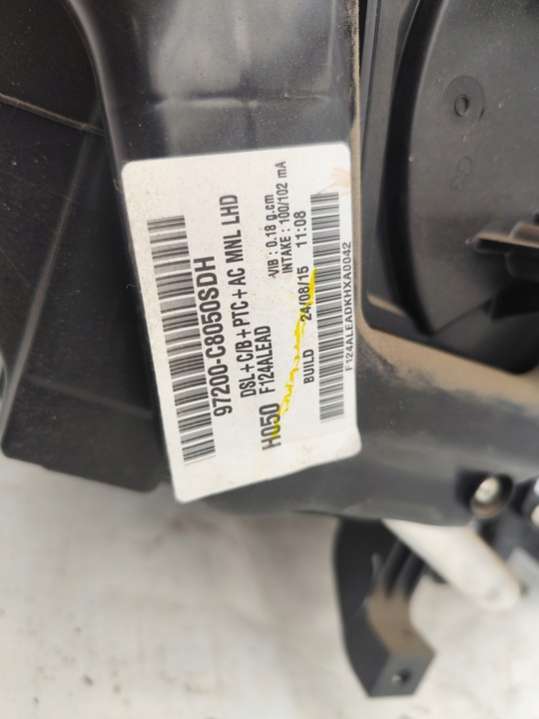 97200-C8050SDH
DSL+C/B+PTC+AC MNL LHD
F124ALEAD
VIB : 0.18 g.cm
INTAKE : 100/102 mA
H050
BUILD 24/08/15 11:08
F124ALEADKHXA0042